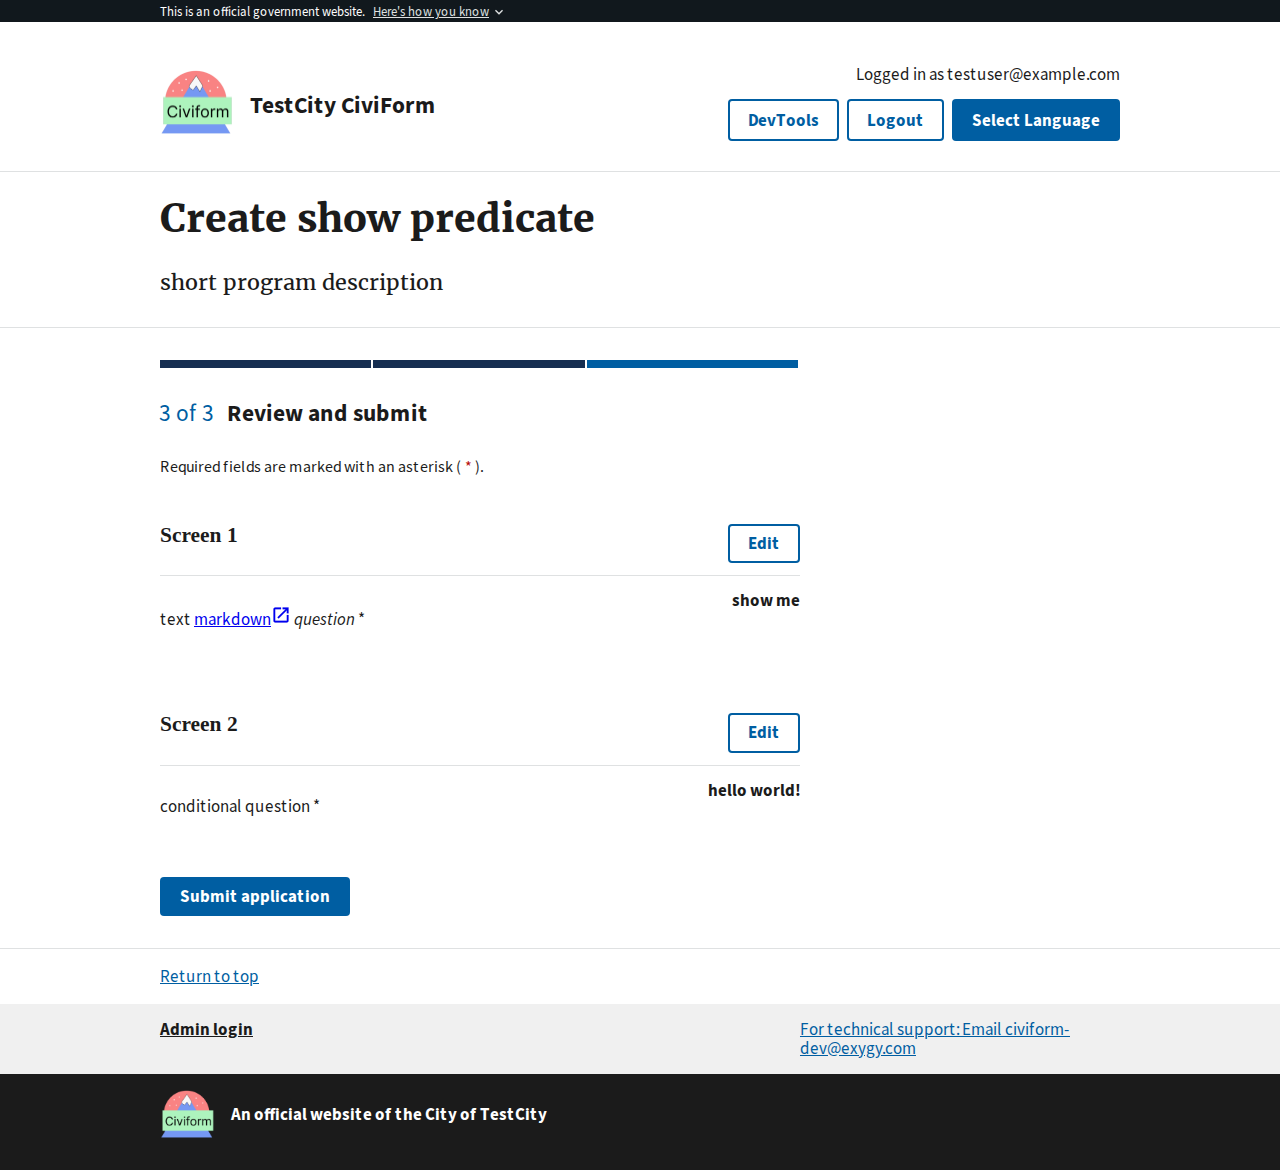 This is an official government website. Here's how you know
Civiform
TestCity CiviForm
Logged in as testuser@example.com
DevTools
Logout
Select Language
Create show predicate
short program description
3 of 3 Review and submit
Required fields are marked with an asterisk ( * ).
Screen 1
Edit
text markdown question *
show me
Screen 2
Edit
conditional question *
hello world!
Submit application
Return to top
Admin login
For technical support: Email civiform-
dev@exygy.com
Civiform
An official website of the City of TestCity